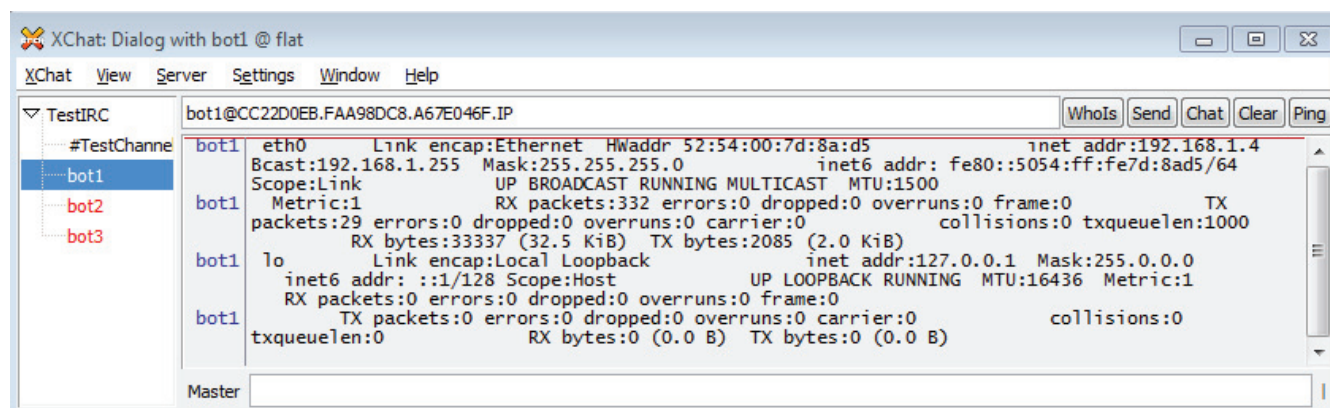 XChat: Dialog with bot1 @ flat
XChat View Server Settings Window Help
TestIRC
#TestChanne
bot1
bot2
bot3
bot1@CC22D0EB.FAA98DC8.A67E046F.IP
WhoIs Send Chat Clear Ping
bot1 eth0 Link encap:Ethernet HWaddr 52:54:00:7d:8a:d5 inet addr:192.168.1.4
Bcast:192.168.1.255 Mask:255.255.255.0 inet6 addr: fe80::5054:ff:fe7d:8ad5/64
Scope:Link UP BROADCAST RUNNING MULTICAST MTU:1500
bot1 Metric:1 RX packets:332 errors:0 dropped:0 overruns:0 frame:0 TX
packets:29 errors:0 dropped:0 overruns:0 carrier:0 collisions:0 txqueuelen:1000
RX bytes:33337 (32.5 KiB) TX bytes:2085 (2.0 KiB)
bot1 lo Link encap:Local Loopback inet addr:127.0.0.1 Mask:255.0.0.0
inet6 addr: ::1/128 Scope:Host UP LOOPBACK RUNNING MTU:16436 Metric:1
RX packets:0 errors:0 dropped:0 overruns:0 frame:0
bot1 TX packets:0 errors:0 dropped:0 overruns:0 carrier:0 collisions:0
txqueuelen:0 RX bytes:0 (0.0 B) TX bytes:0 (0.0 B)
Master